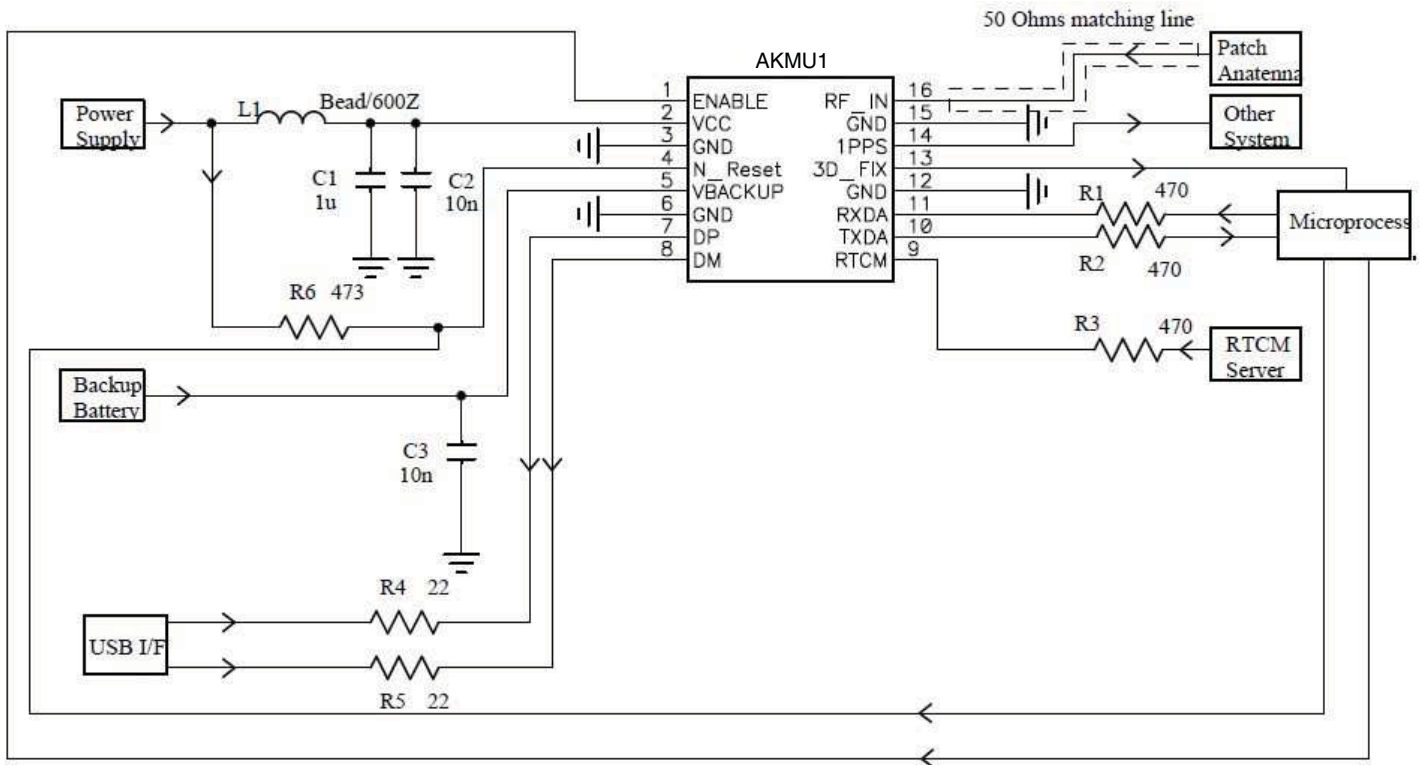 50 Ohms matching line
AKMU1
Patch
Anatenna
Other
System
Power
Supply
L1
Bead/600Z
C1
1u
C2
10n
1
2
3
4
5
6
7
8
ENABLE
VCC
GND
N_Reset
VBACKUP
GND
DP
DM
RF_IN
GND
1PPS
3D_FIX
GND
RXDA
TXDA
RTCM
16
15
14
13
12
11
10
9
R1 470
R2 470
Microprocess
R6 473
R3 470
RTCM
Server
Backup
Battery
C3
10n
R4 22
USB I/F
R5 22